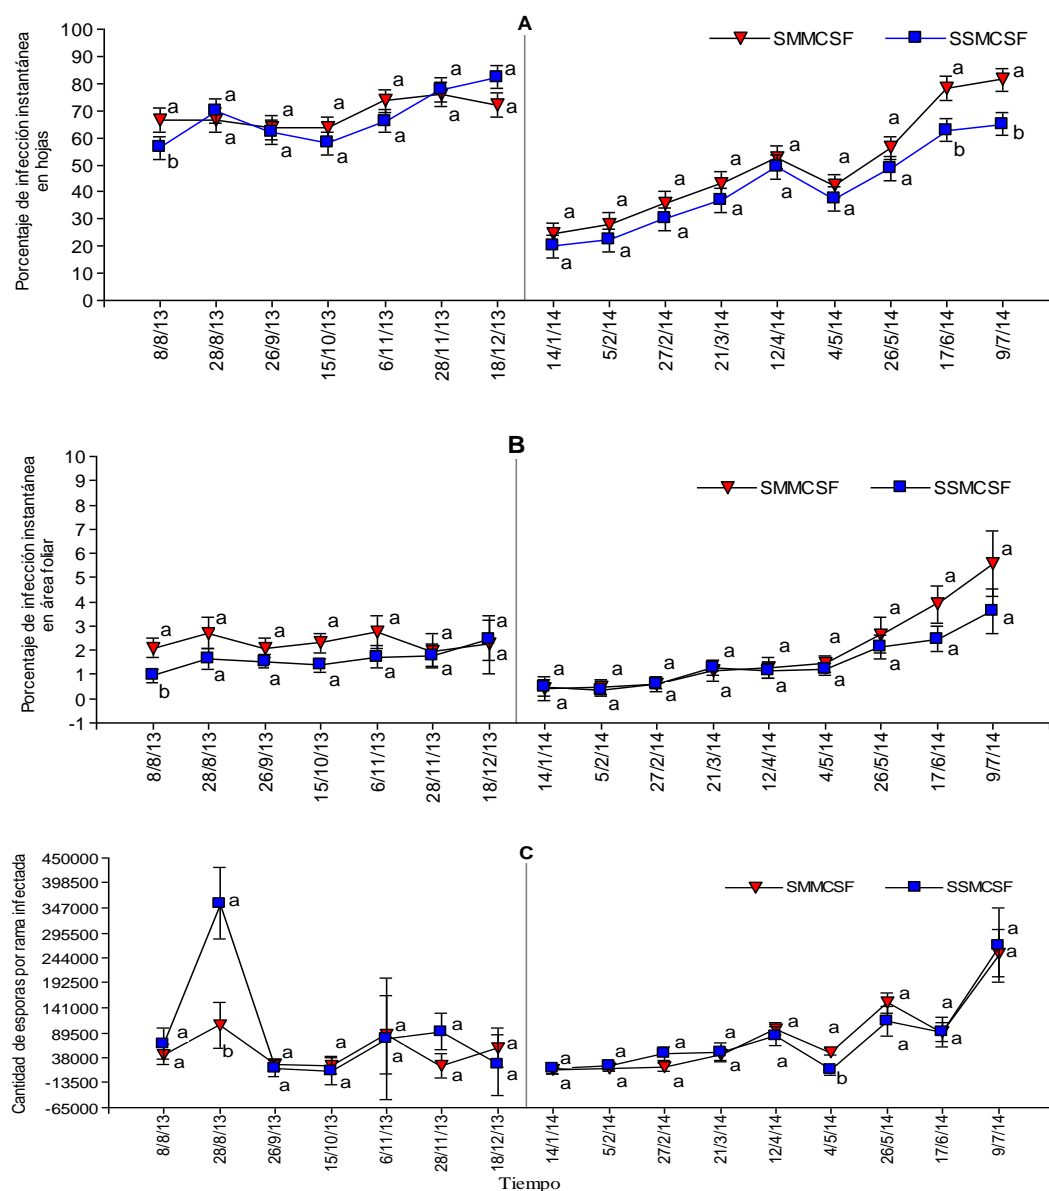 A
SMMCSF SSMCSF
Porcentaje de infección instantánea
en hojas
100
90
80
70
60
50
40
30
20
10
0
a a a a a a a a a a a a a a a a
b a a a a a a a a a a a a a b b
8/8/13 28/8/13 26/9/13 15/10/13 6/11/13 28/11/13 18/12/13 14/1/14 5/2/14 27/2/14 21/3/14 12/4/14 4/5/14 26/5/14 17/6/14 9/7/14
B
SMMCSF SSMCSF
Porcentaje de infección instantánea
en área foliar
10
9
8
7
6
5
4
3
2
1
0
-1
a a a a a a a a a a a a a a a a
b a a a a a a a a a a a a a a a
8/8/13 28/8/13 26/9/13 15/10/13 6/11/13 28/11/13 18/12/13 14/1/14 5/2/14 27/2/14 21/3/14 12/4/14 4/5/14 26/5/14 17/6/14 9/7/14
C
SMMCSF SSMCSF
Cantidad de esporas por rama infectada
450000
398500
347000
295500
244000
192500
141000
89500
38000
-13500
-65000
a a a a a a a a a a a a a a a a
a b a a a a a a a a a a b a a a
8/8/13 28/8/13 26/9/13 15/10/13 6/11/13 28/11/13 18/12/13 14/1/14 5/2/14 27/2/14 21/3/14 12/4/14 4/5/14 26/5/14 17/6/14 9/7/14
Tiempo